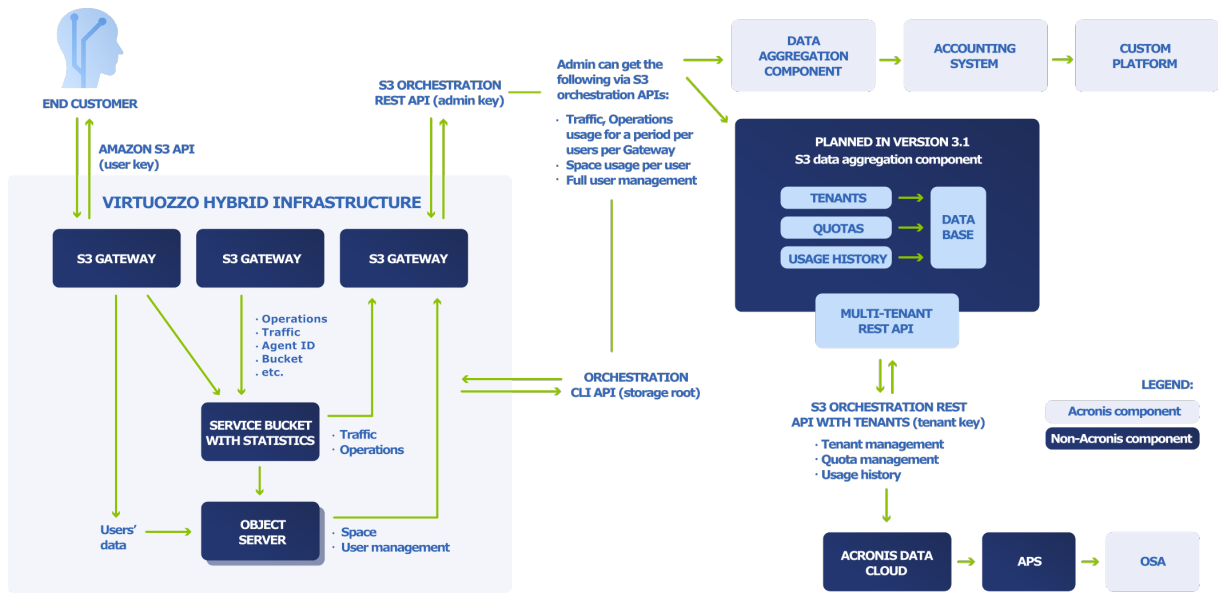 END CUSTOMER
AMAZON S3 API
(user key)
S3 ORCHESTRATION
REST API (admin key)
Admin can get the
following via S3
orchestration APIs:
· Traffic, Operations
usage for a period per
users per Gateway
· Space usage per user
· Full user management
DATA
AGGREGATION
COMPONENT
ACCOUNTING
SYSTEM
CUSTOM
PLATFORM
PLANNED IN VERSION 3.1
S3 data aggregation component
TENANTS
QUOTAS
USAGE HISTORY
DATA
BASE
MULTI-TENANT
REST API
VIRTUOZZO HYBRID INFRASTRUCTURE
S3 GATEWAY
S3 GATEWAY
S3 GATEWAY
· Operations
· Traffic
· Agent ID
· Bucket
. etc.
SERVICE BUCKET
WITH STATISTICS
· Traffic
· Operations
Users'
data
OBJECT
SERVER
· Space
· User management
ORCHESTRATION
CLI API (storage root)
S3 ORCHESTRATION REST
API WITH TENANTS (tenant key)
· Tenant management
· Quota management
· Usage history
LEGEND:
Acronis component
Non-Acronis component
ACRONIS DATA
CLOUD
APS
OSA